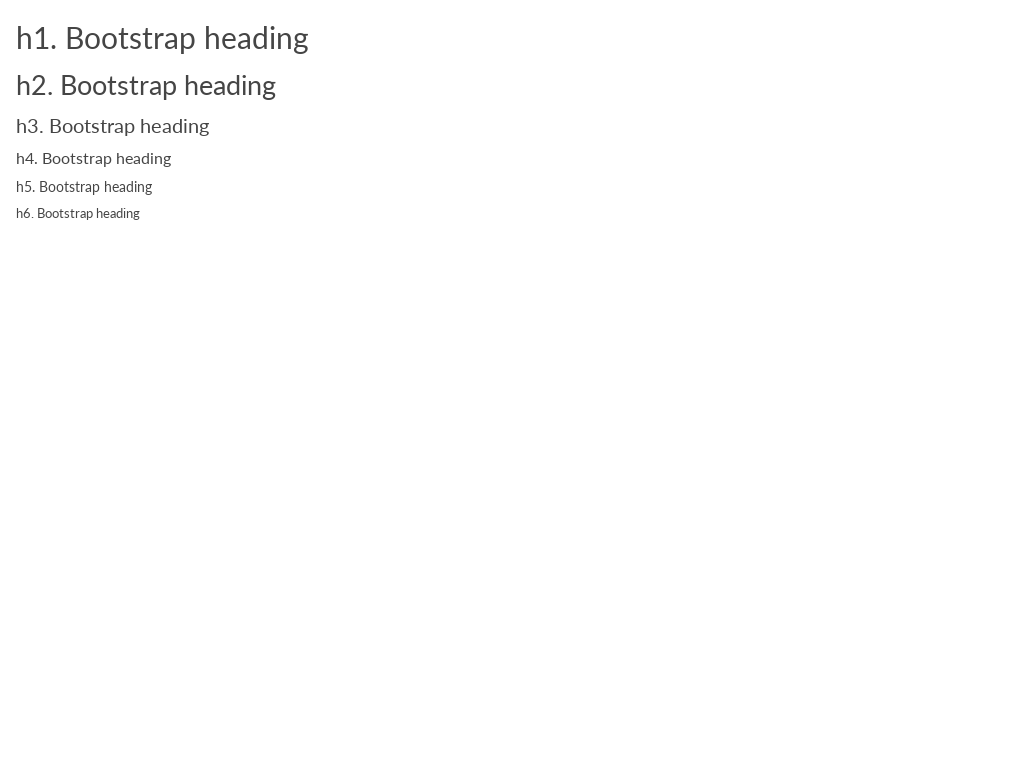 h1. Bootstrap heading
h2. Bootstrap heading
h3. Bootstrap heading
h4. Bootstrap heading
h5. Bootstrap heading
h6. Bootstrap heading